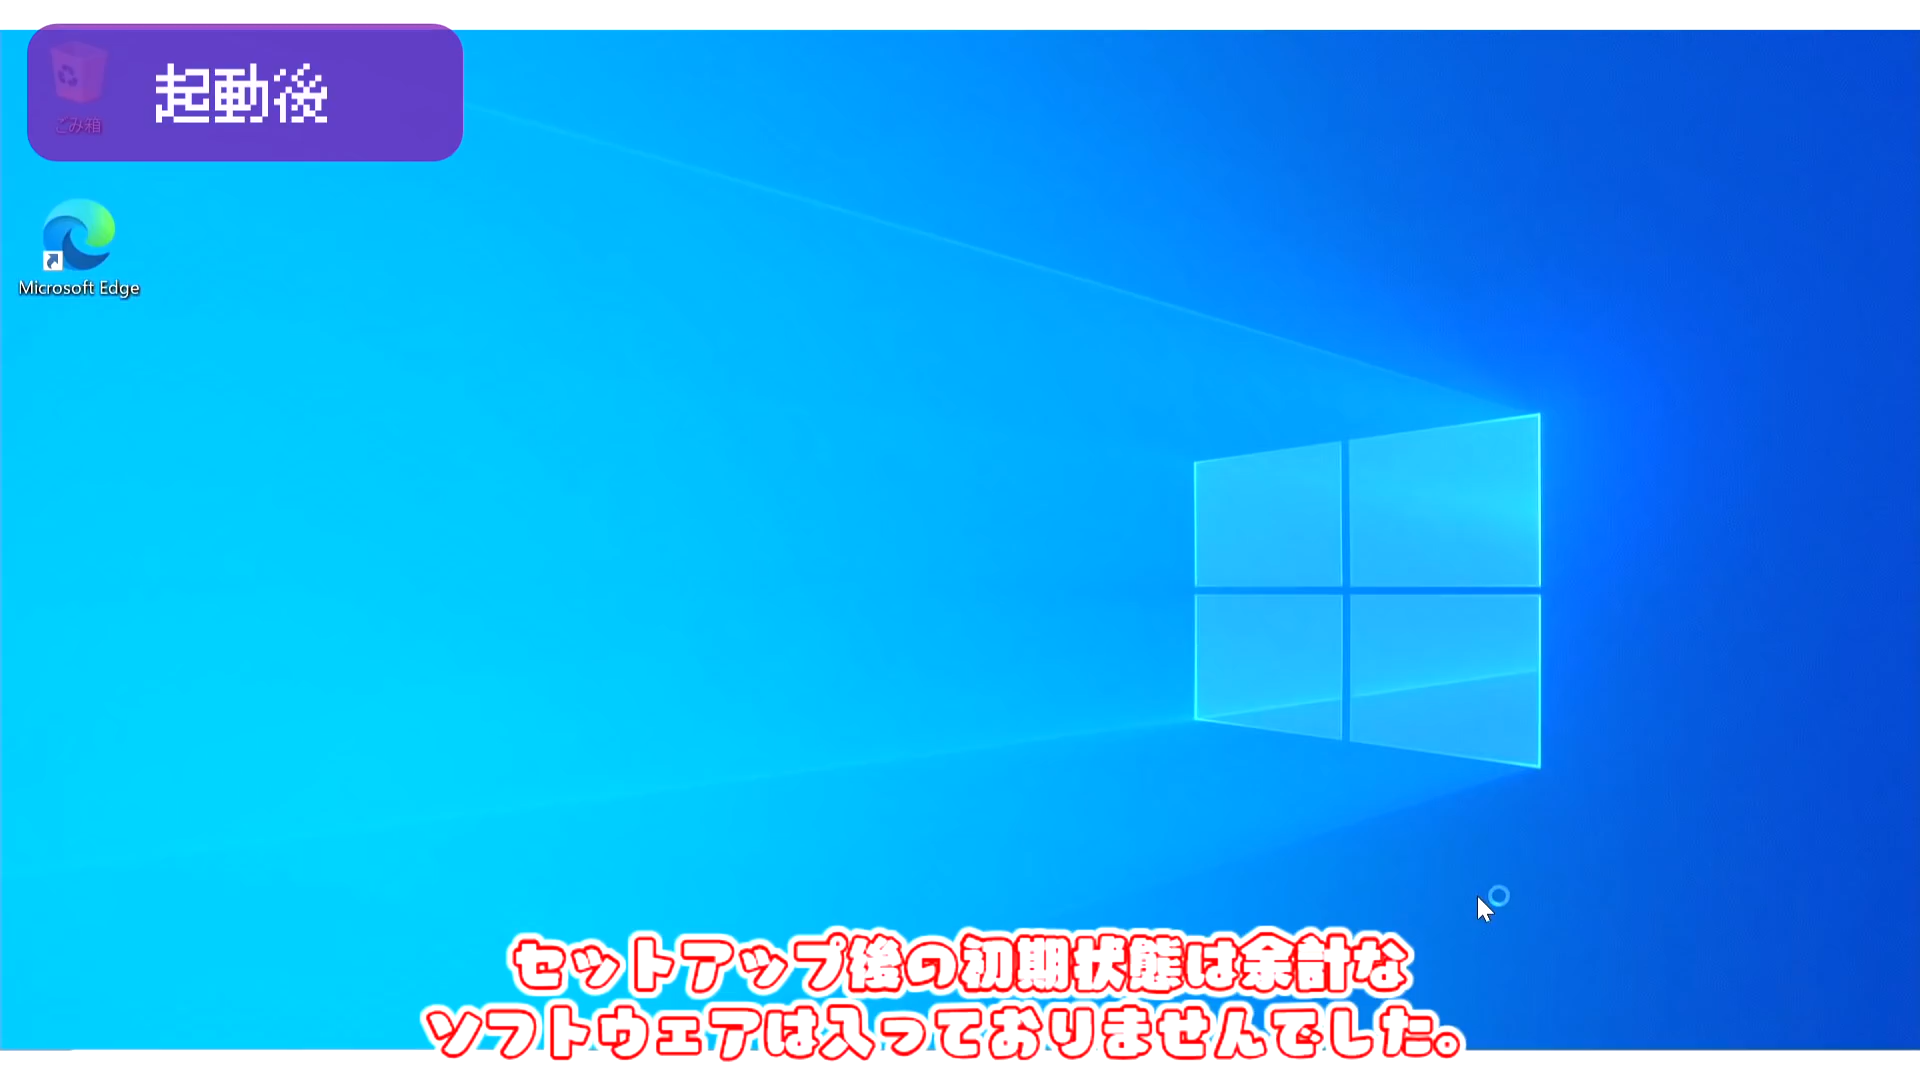 起動後
ごみ箱
Microsoft Edge
セットアップ後の初期状態は余計な
ソフトウェアは入っておりませんでした。